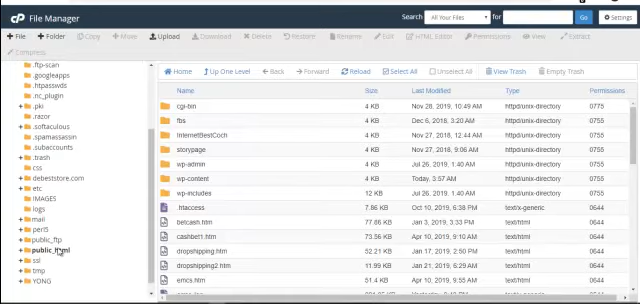 cP File Manager Search All Your Files for Go Settings
+ File + Folder Copy + Move Upload Download × Delete Restore Rename Edit HTML Editor Permissions View Extract
Compress
.ftp-scan
.googleapps
.htpasswds
.nc_plugin
+ .pki
.razor
+ .softaculous
.spamassassin
.subaccounts
+ .trash
css
+ debeststore.com
+ etc
IMAGES
logs
+ mail
+ perl5
+ public_ftp
+ public_html
+ ssl
+ tmp
+ YONG
Home Up One Level Back Forward Reload Select All Unselect All View Trash Empty Trash
Name Size Last Modified Type Permissions
cgi-bin 4 KB Nov 28, 2019, 10:49 AM httpd/unix-directory 0775
fbs 4 KB Dec 6, 2018, 3:20 AM httpd/unix-directory 0755
InternetBestCoch 4 KB Nov 27, 2018, 12:44 AM httpd/unix-directory 0755
storypage 4 KB Nov 27, 2018, 9:06 AM httpd/unix-directory 0755
wp-admin 4 KB Jul 26, 2019, 1:40 AM httpd/unix-directory 0755
wp-content 4 KB Today, 3:57 AM httpd/unix-directory 0755
wp-includes 12 KB Jul 26, 2019, 1:40 AM httpd/unix-directory 0755
.htaccess 7.86 KB Oct 10, 2019, 6:38 PM text/x-generic 0644
betcash.htm 77.86 KB Jan 3, 2019, 3:33 PM text/html 0644
cashbet1.htm 73.56 KB Apr 10, 2019, 9:10 AM text/html 0644
dropshipping.htm 52.21 KB Jan 17, 2019, 2:50 PM text/html 0644
dropshipping2.htm 11.99 KB Jan 21, 2019, 6:29 AM text/html 0644
emcs.htm 51.4 KB Apr 10, 2019, 9:55 AM text/html 0644